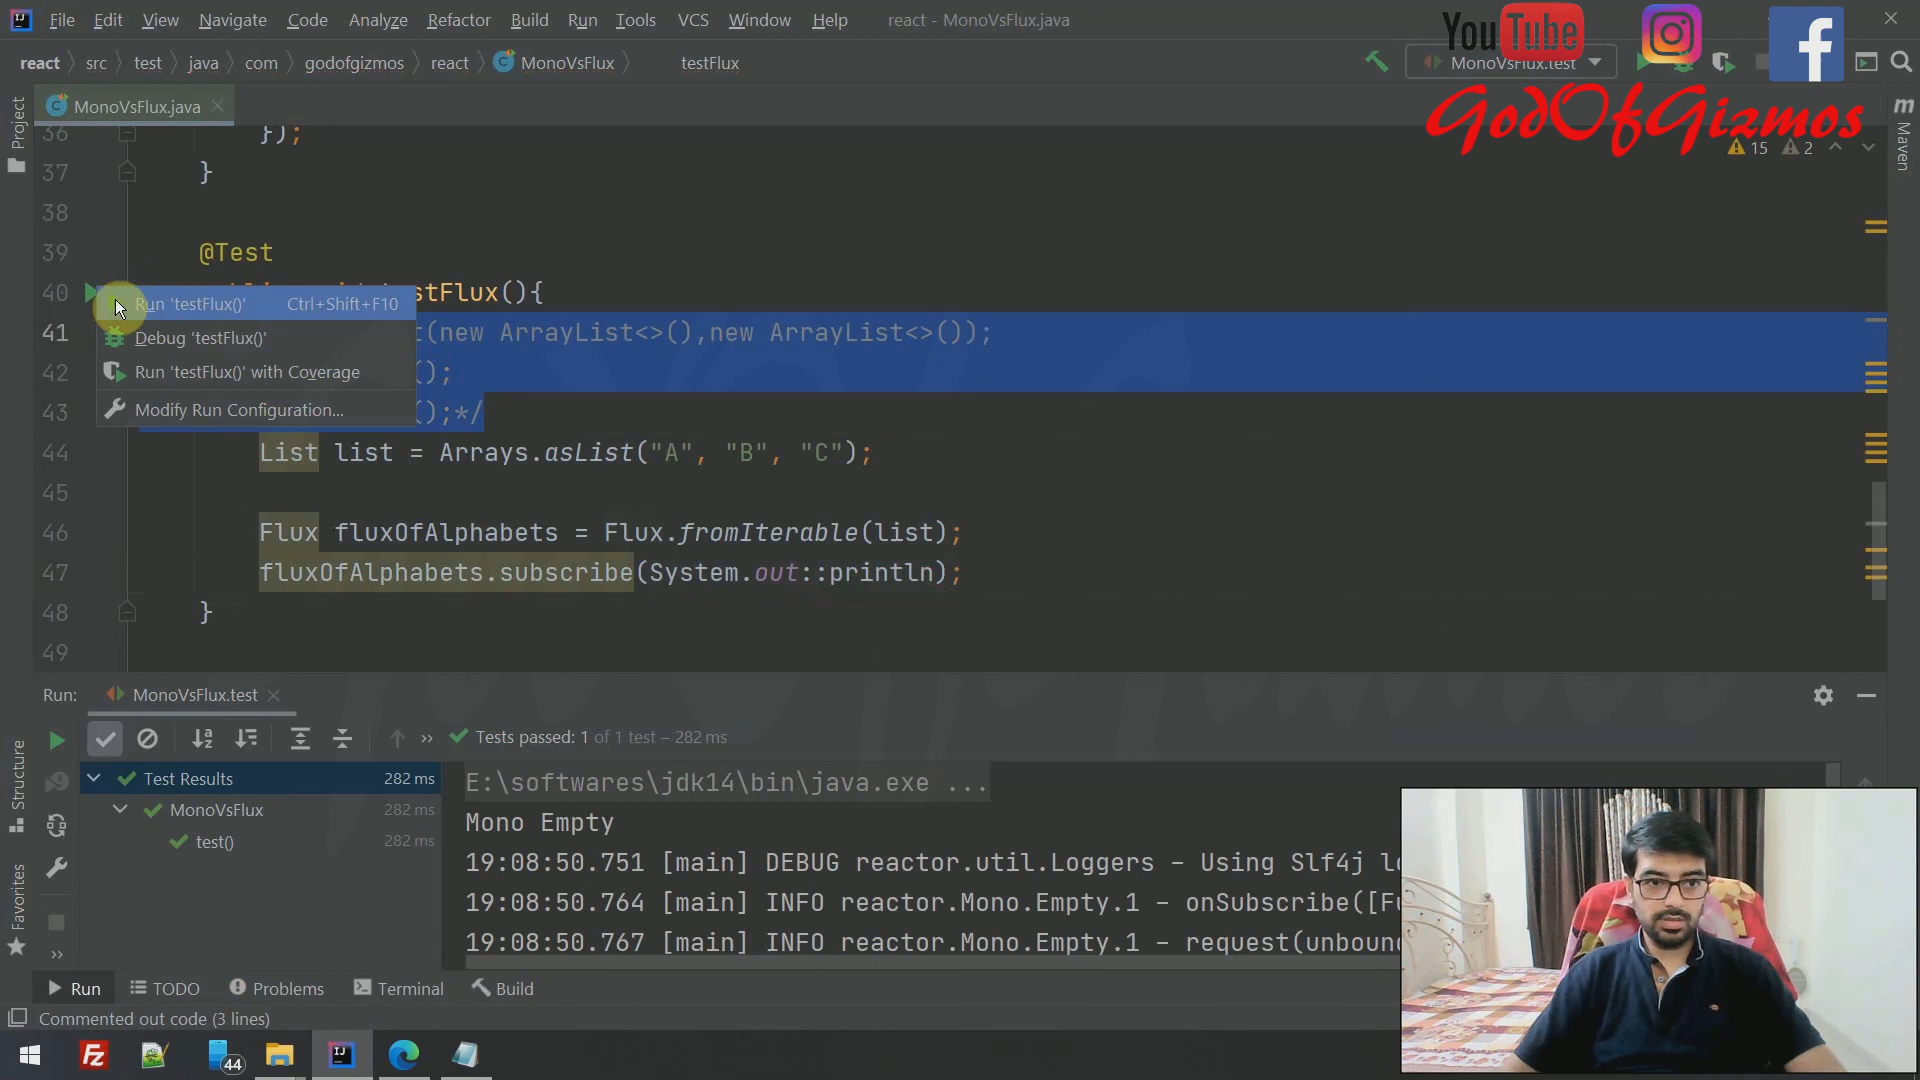 File Edit View Navigate Code Analyze Refactor Build Run Tools VCS Window Help react - MonoVsFlux.java
YouTube
react src test java com godofgizmos react MonoVsFlux testFlux MonoVsFlux.test
GodOfGizmos
Project
MonoVsFlux.java
Maven
15 2
36 });
37 }
38
39 @Test
40 stFlux(){
Run 'testFlux()' Ctrl+Shift+F10
41 t(new ArrayList<>(),new ArrayList<>());
Debug 'testFlux()'
42 ();
Run 'testFlux()' with Coverage
43 ();*/
Modify Run Configuration...
44 List list = Arrays.asList("A", "B", "C");
45
46 Flux fluxOfAlphabets = Flux.fromIterable(list);
47 fluxOfAlphabets.subscribe(System.out::println);
48 }
49
Run: MonoVsFlux.test
Tests passed: 1 of 1 test – 282 ms
Structure
Favorites
Test Results 282 ms
MonoVsFlux 282 ms
test() 282 ms
E:\softwares\jdk14\bin\java.exe ...
Mono Empty
19:08:50.751 [main] DEBUG reactor.util.Loggers - Using Slf4j lo
19:08:50.764 [main] INFO reactor.Mono.Empty.1 - onSubscribe([Fu
19:08:50.767 [main] INFO reactor.Mono.Empty.1 - request(unboun
Run TODO Problems Terminal Build
Commented out code (3 lines)
Fz 44 IJ